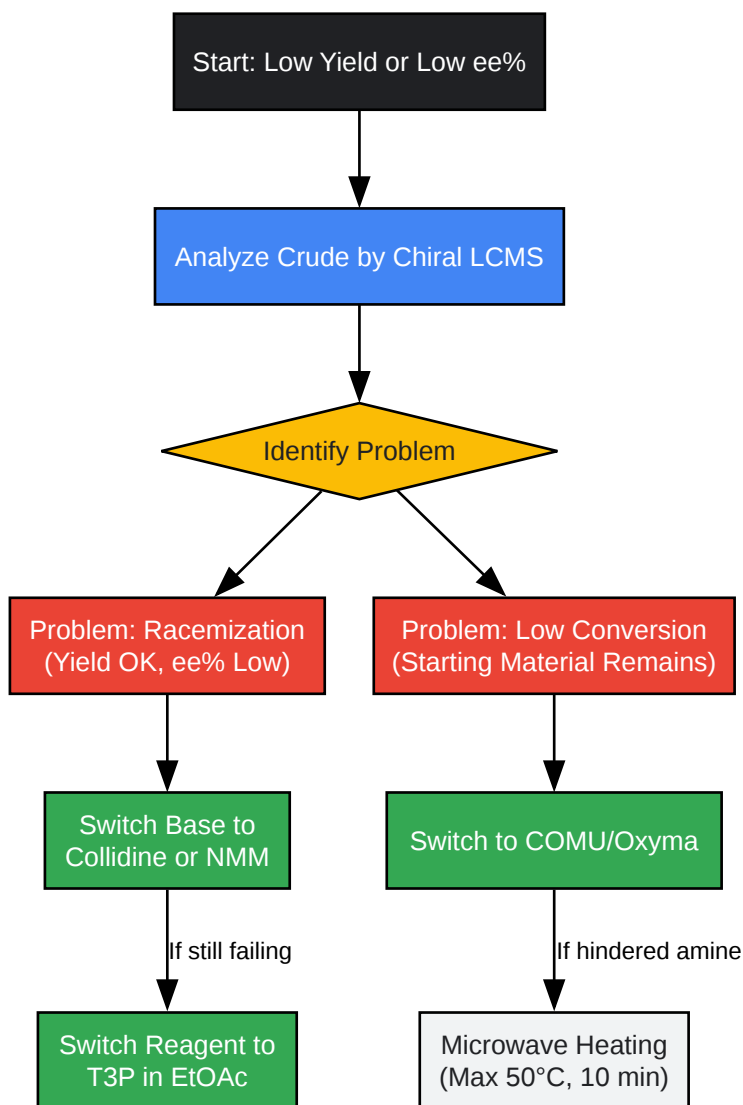 Start: Low Yield or Low ee%
Analyze Crude by Chiral LCMS
Identify Problem
Problem: Racemization
(Yield OK, ee% Low)
Problem: Low Conversion
(Starting Material Remains)
Switch Base to
Collidine or NMM
Switch to COMU/Oxyma
If still failing
If hindered amine
Switch Reagent to
T3P in EtOAc
Microwave Heating
(Max 50°C, 10 min)